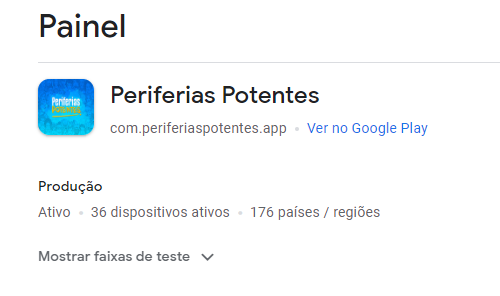 Painel
Periferias
Periferias Potentes
com.periferiaspotentes.app • Ver no Google Play
Produção
Ativo • 36 dispositivos ativos • 176 países / regiões
Mostrar faixas de teste